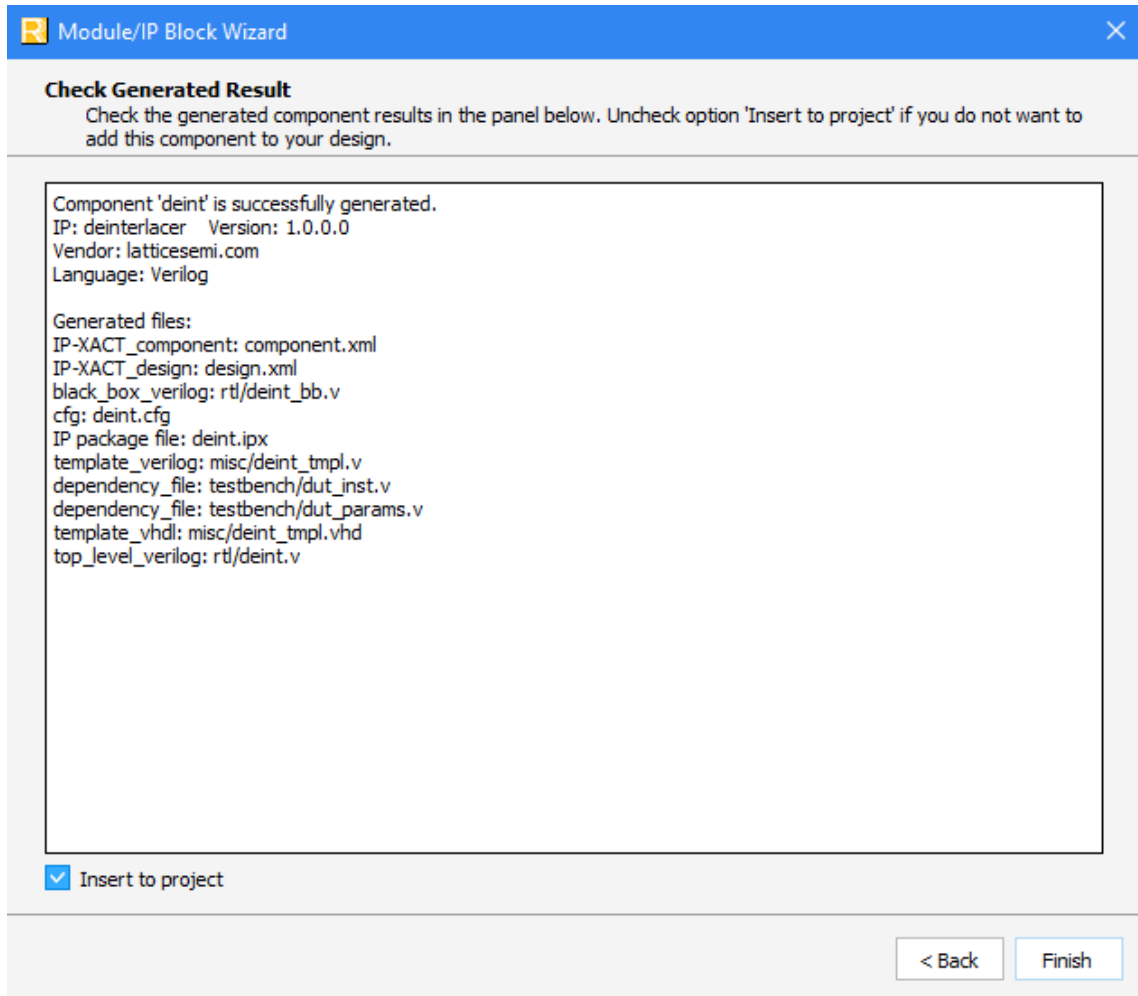 Module/IP Block Wizard
Check Generated Result
Check the generated component results in the panel below. Uncheck option 'Insert to project' if you do not want to
add this component to your design.
Component 'deint' is successfully generated.
IP: deinterlacer Version: 1.0.0.0
Vendor: latticesemi.com
Language: Verilog
Generated files:
IP-XACT_component: component.xml
IP-XACT_design: design.xml
black_box_verilog: rtl/deint_bb.v
cfg: deint.cfg
IP package file: deint.ipx
template_verilog: misc/deint_tmpl.v
dependency_file: testbench/dut_inst.v
dependency_file: testbench/dut_params.v
template_vhdl: misc/deint_tmpl.vhd
top_level_verilog: rtl/deint.v
Insert to project
< Back Finish